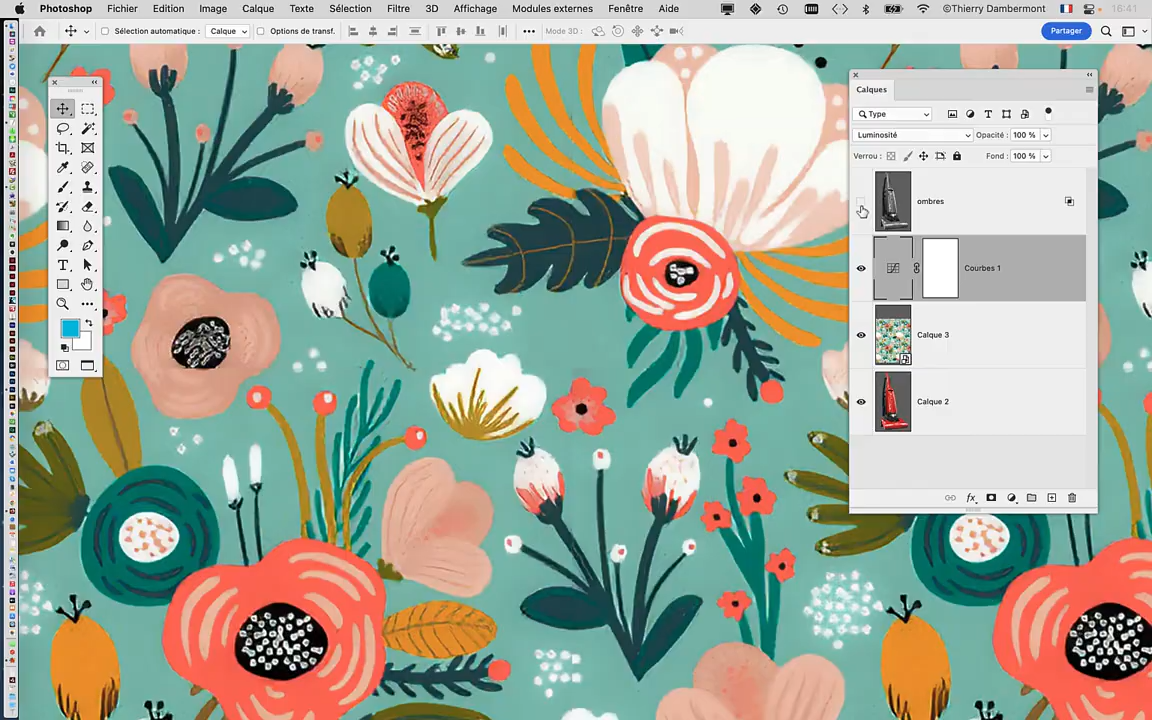 Photoshop Fichier Edition Image Calque Texte Sélection Filtre 3D Affichage Modules externes Fenêtre Aide ©Thierry Dambermont 16:41
Sélection automatique : Calque Options de transf. Mode 3D : Partager
Calques
Type
Luminosité Opacité : 100 %
Verrou : Fond : 100 %
ombres
Courbes 1
Calque 3
Calque 2